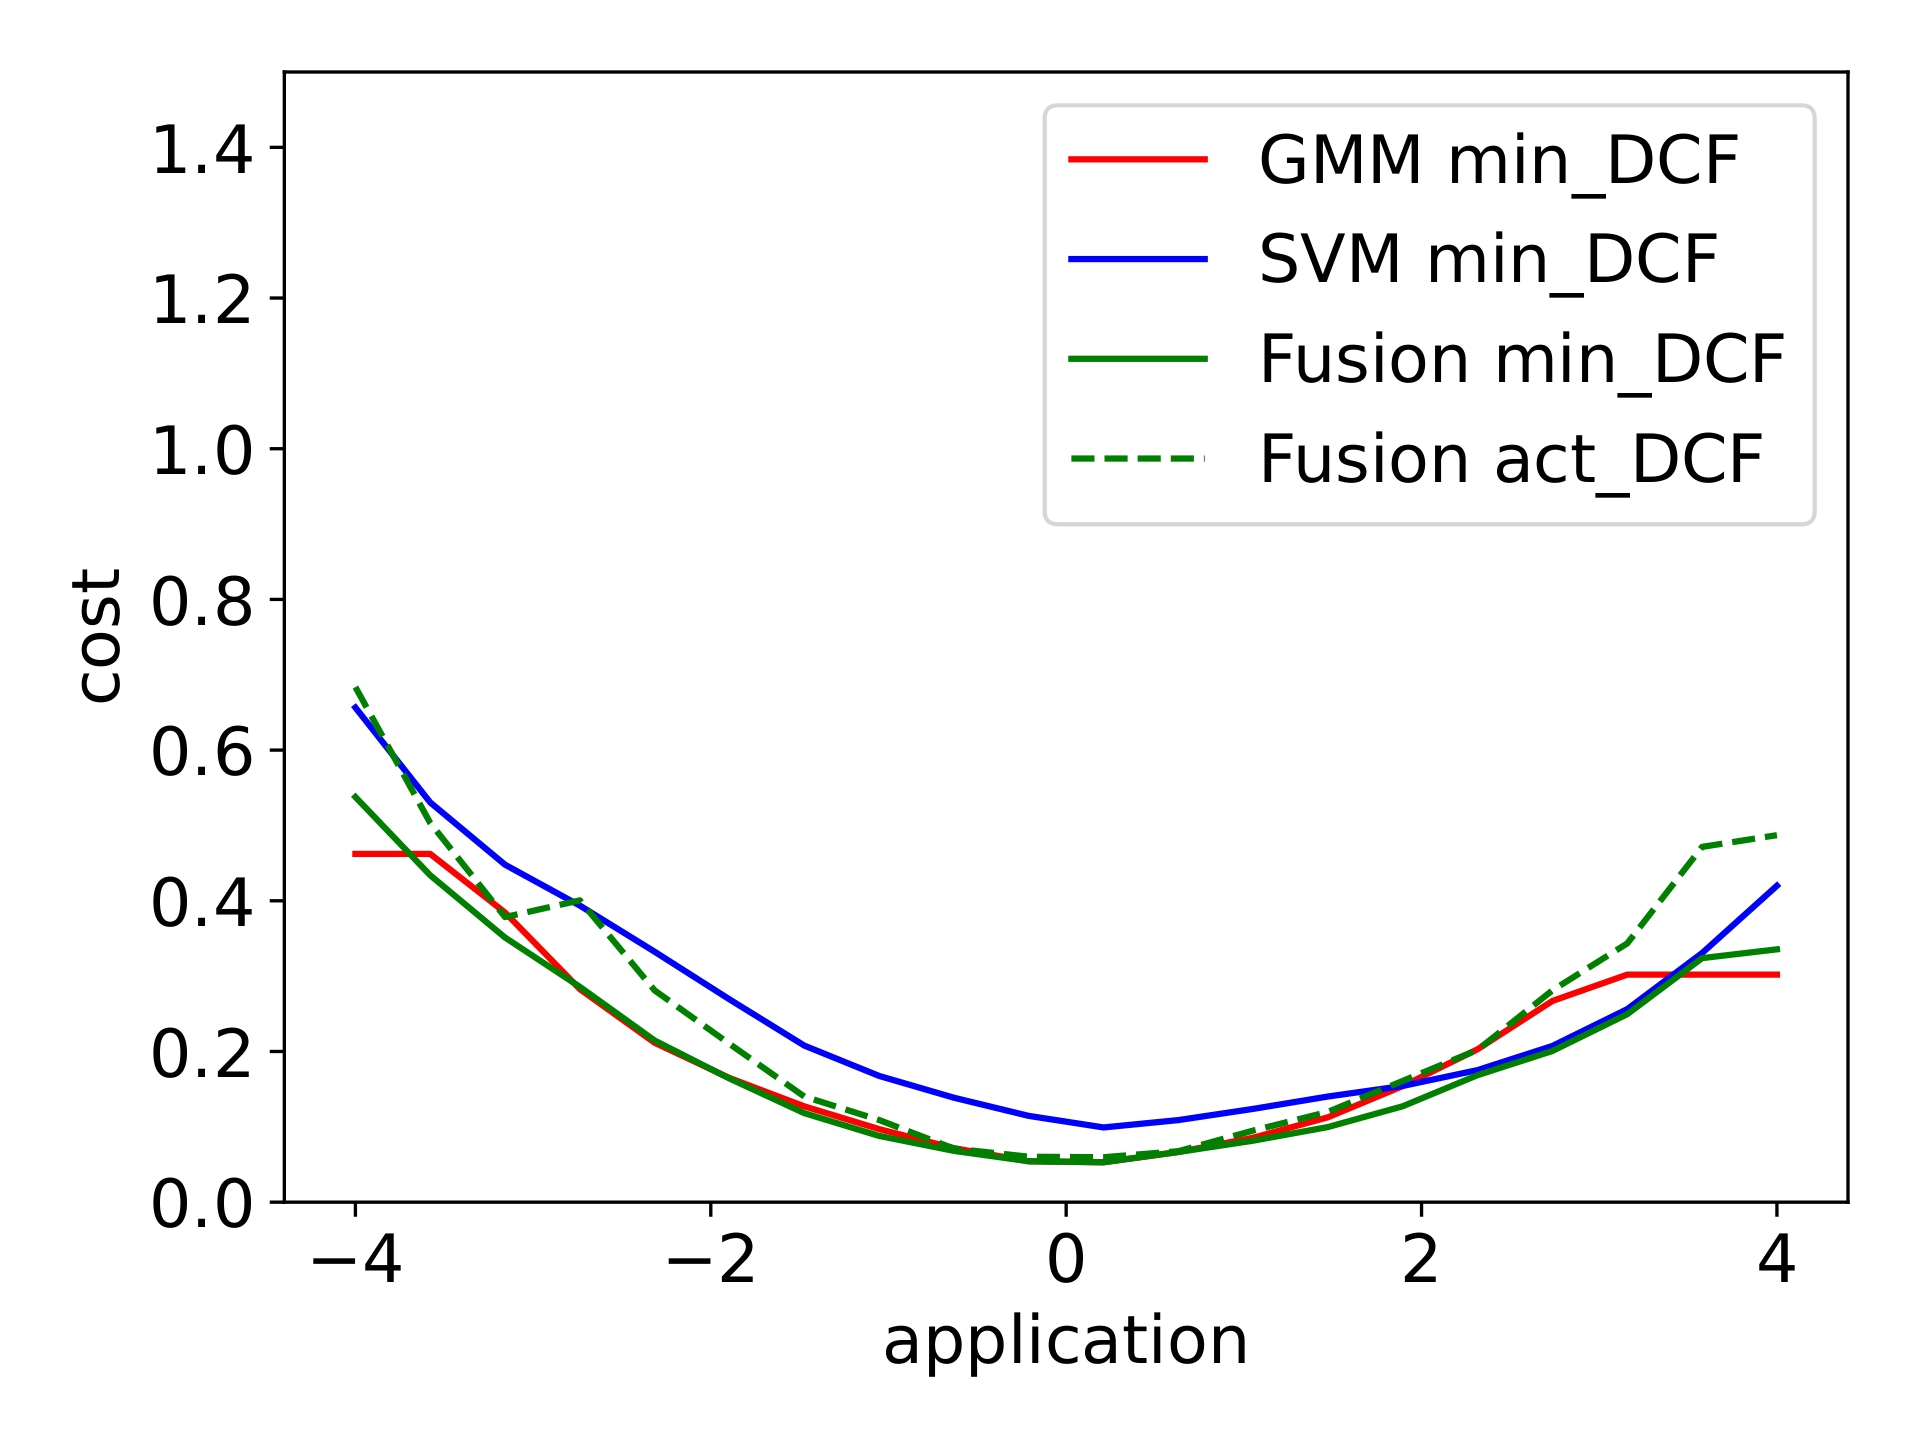 GMM min_DCF
SVM min_DCF
Fusion min_DCF
Fusion act_DCF
1.4
1.2
1.0
0.8
0.6
0.4
0.2
0.0
cost
−4 −2 0 2 4
application